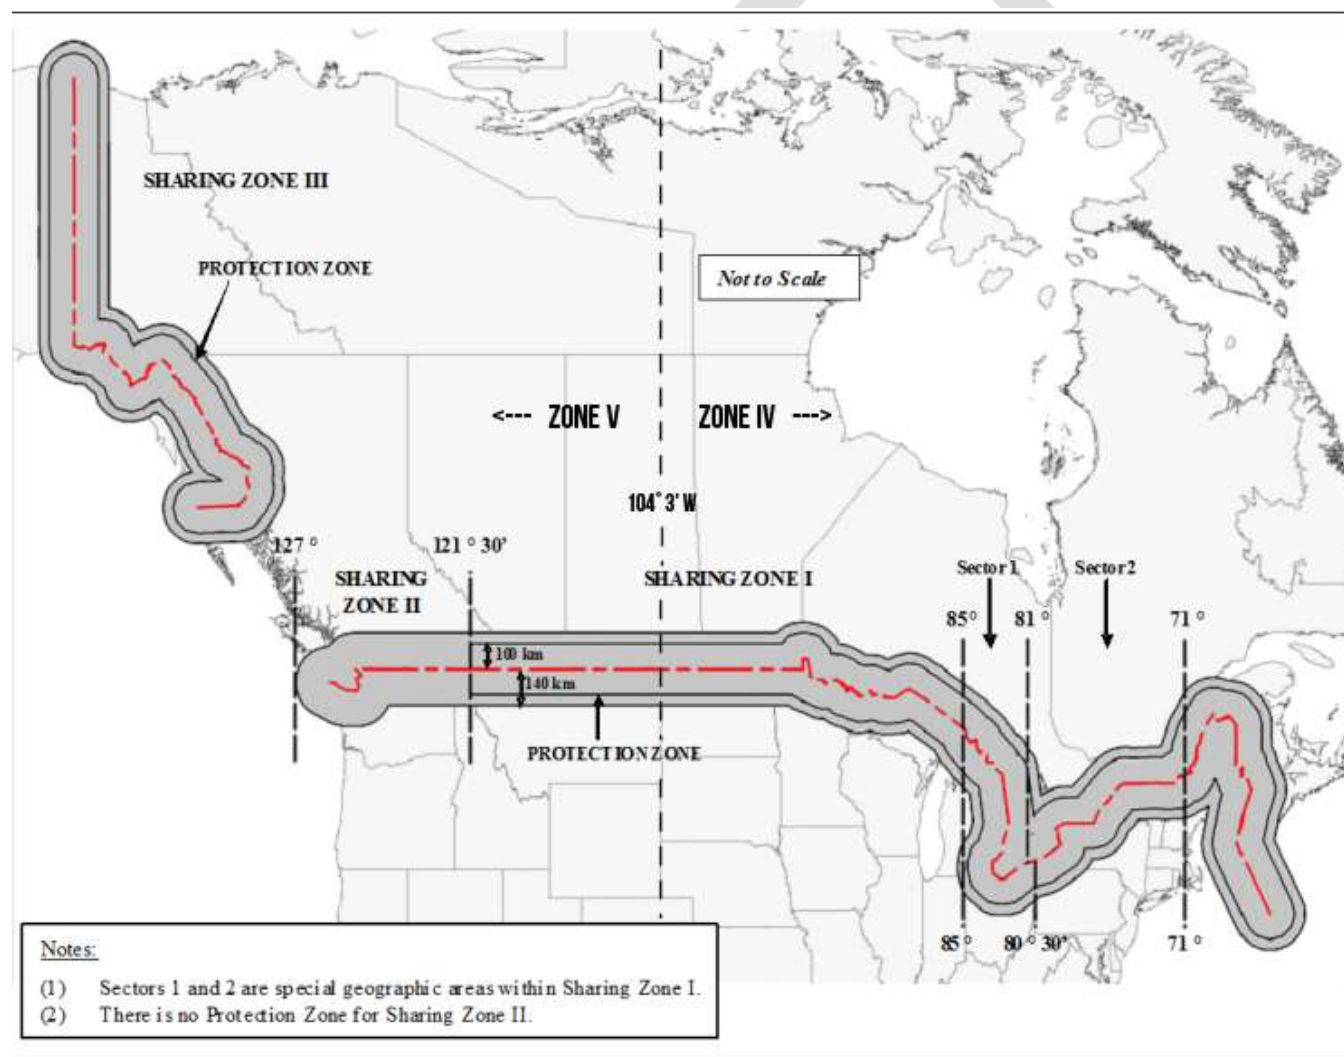 SHARING ZONE III
PROTECTION ZONE
Not to Scale
<--- ZONE V
ZONE IV --->
104° 3' W
127 °
121 ° 30'
SHARING
ZONE II
SHARING ZONE I
Sector 1
Sector 2
85°
81 °
71 °
100 km
140 km
PROTECTION ZONE
85 °
80 ° 30'
71 °
Notes:
(1) Sectors 1 and 2 are special geographic areas within Sharing Zone I.
(2) There is no Protection Zone for Sharing Zone II.